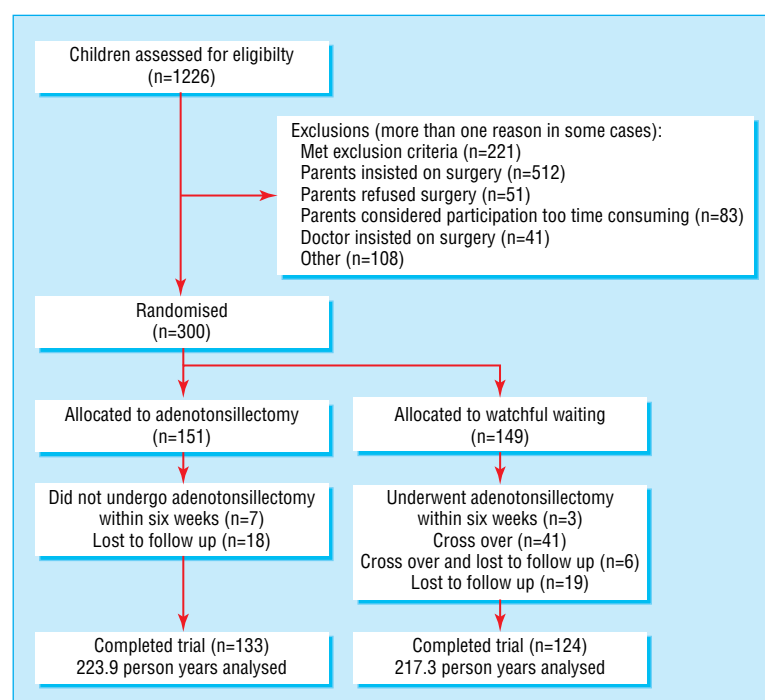 Children assessed for eligibilty
(n=1226)
Exclusions (more than one reason in some cases):
Met exclusion criteria (n=221)
Parents insisted on surgery (n=512)
Parents refused surgery (n=51)
Parents considered participation too time consuming (n=83)
Doctor insisted on surgery (n=41)
Other (n=108)
Randomised
(n=300)
Allocated to adenotonsillectomy
(n=151)
Allocated to watchful waiting
(n=149)
Did not undergo adenotonsillectomy
within six weeks (n=7)
Lost to follow up (n=18)
Underwent adenotonsillectomy
within six weeks (n=3)
Cross over (n=41)
Cross over and lost to follow up (n=6)
Lost to follow up (n=19)
Completed trial (n=133)
223.9 person years analysed
Completed trial (n=124)
217.3 person years analysed